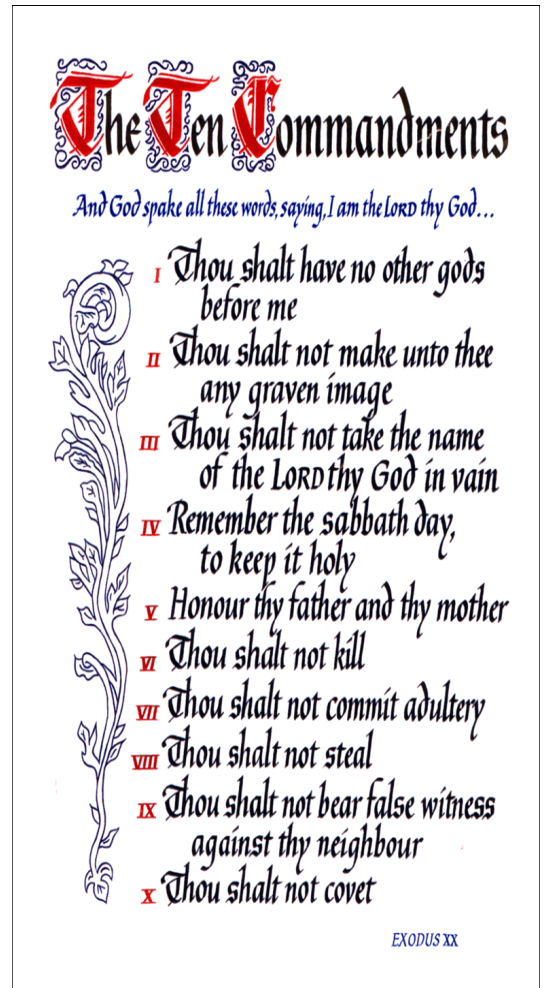 The Ten Commandments
And God spake all these words, saying, I am the LORD thy God...
I Thou shalt have no other gods
before me
II Thou shalt not make unto thee
any graven image
III Thou shalt not take the name
of the LORD thy God in vain
IV Remember the sabbath day,
to keep it holy
V Honour thy father and thy mother
VI Thou shalt not kill
VII Thou shalt not commit adultery
VIII Thou shalt not steal
IX Thou shalt not bear false witness
against thy neighbour
X Thou shalt not covet
EXODUS XX